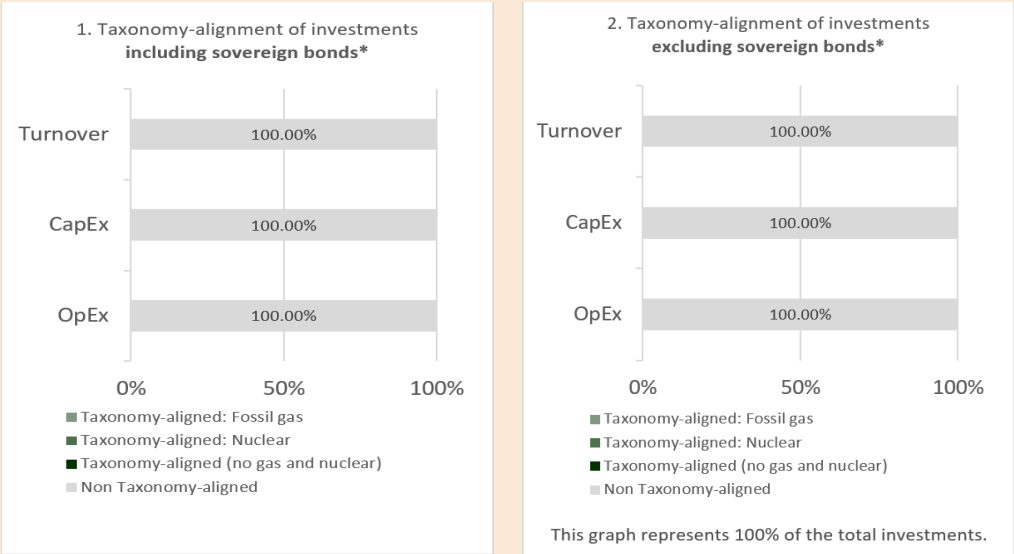 1. Taxonomy-alignment of investments
including sovereign bonds*
Turnover
100.00%
CapEx
100.00%
OpEx
100.00%
0% 50% 100%
Taxonomy-aligned: Fossil gas
Taxonomy-aligned: Nuclear
Taxonomy-aligned (no gas and nuclear)
Non Taxonomy-aligned
2. Taxonomy-alignment of investments
excluding sovereign bonds*
Turnover
100.00%
CapEx
100.00%
OpEx
100.00%
0% 50% 100%
Taxonomy-aligned: Fossil gas
Taxonomy-aligned: Nuclear
Taxonomy-aligned (no gas and nuclear)
Non Taxonomy-aligned
This graph represents 100% of the total investments.